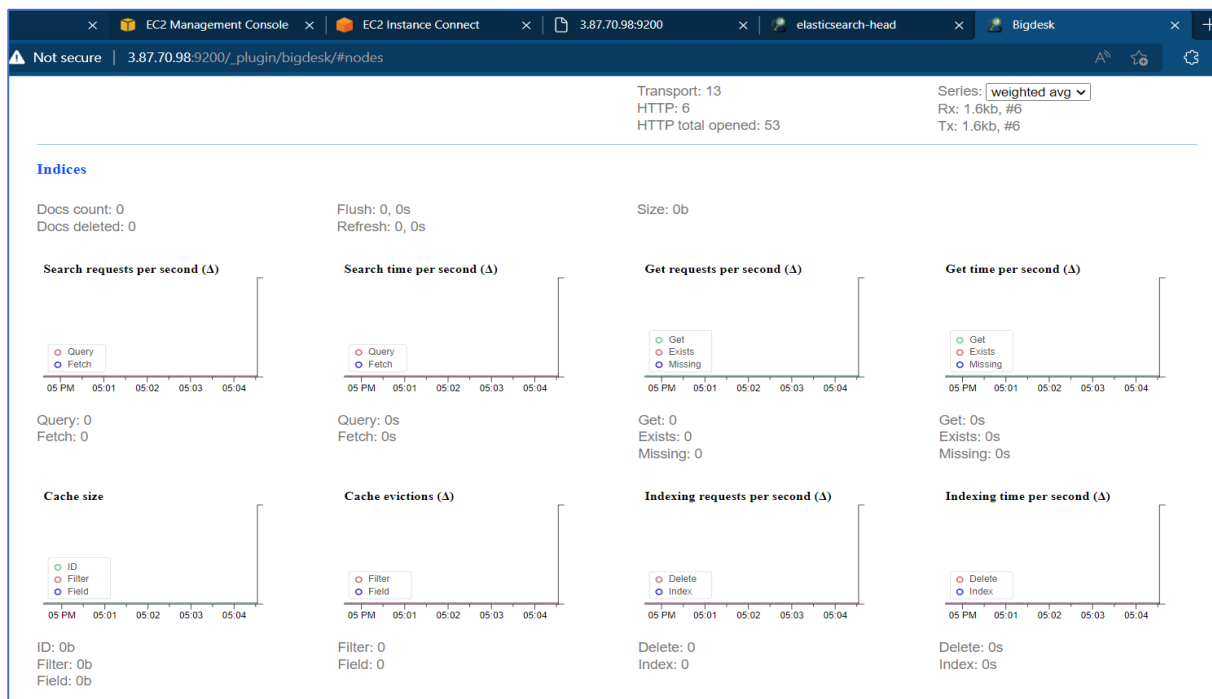 EC2 Management Console
EC2 Instance Connect
3.87.70.98:9200
elasticsearch-head
Bigdesk
Not secure | 3.87.70.98:9200/_plugin/bigdesk/#nodes
Transport: 13
HTTP: 6
HTTP total opened: 53
Series: weighted avg
Rx: 1.6kb, #6
Tx: 1.6kb, #6
Indices
Docs count: 0
Docs deleted: 0
Flush: 0, 0s
Refresh: 0, 0s
Size: 0b
Search requests per second (Δ)
Query
Fetch
05 PM 05:01 05:02 05:03 05:04
Query: 0
Fetch: 0
Search time per second (Δ)
Query
Fetch
05 PM 05:01 05:02 05:03 05:04
Query: 0s
Fetch: 0s
Get requests per second (Δ)
Get
Exists
Missing
05 PM 05:01 05:02 05:03 05:04
Get: 0
Exists: 0
Missing: 0
Get time per second (Δ)
Get
Exists
Missing
05 PM 05:01 05:02 05:03 05:04
Get: 0s
Exists: 0s
Missing: 0s
Cache size
ID
Filter
Field
05 PM 05:01 05:02 05:03 05:04
ID: 0b
Filter: 0b
Field: 0b
Cache evictions (Δ)
Filter
Field
05 PM 05:01 05:02 05:03 05:04
Filter: 0
Field: 0
Indexing requests per second (Δ)
Delete
Index
05 PM 05:01 05:02 05:03 05:04
Delete: 0
Index: 0
Indexing time per second (Δ)
Delete
Index
05 PM 05:01 05:02 05:03 05:04
Delete: 0s
Index: 0s